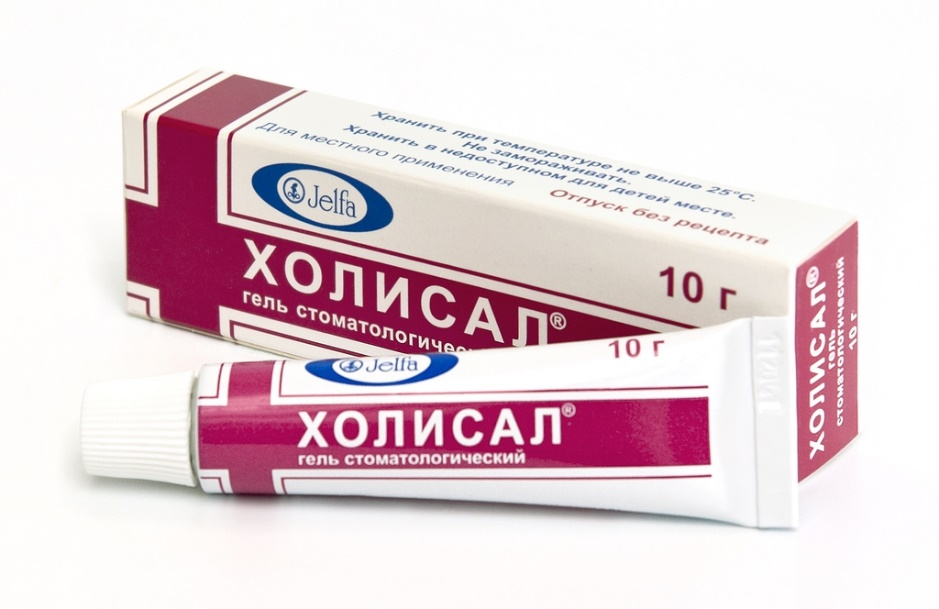 Хранить при температуре не выше 25°С.
Не замораживать.
Хранить в недоступном для детей месте.
Для местного применения
Отпуск без рецепта
Jelfa
ХОЛИСАЛ®
гель стоматологический
10 г
ХОЛИСАЛ®
гель
стоматологический
10 г
Jelfa
10 г
ХОЛИСАЛ®
гель стоматологический